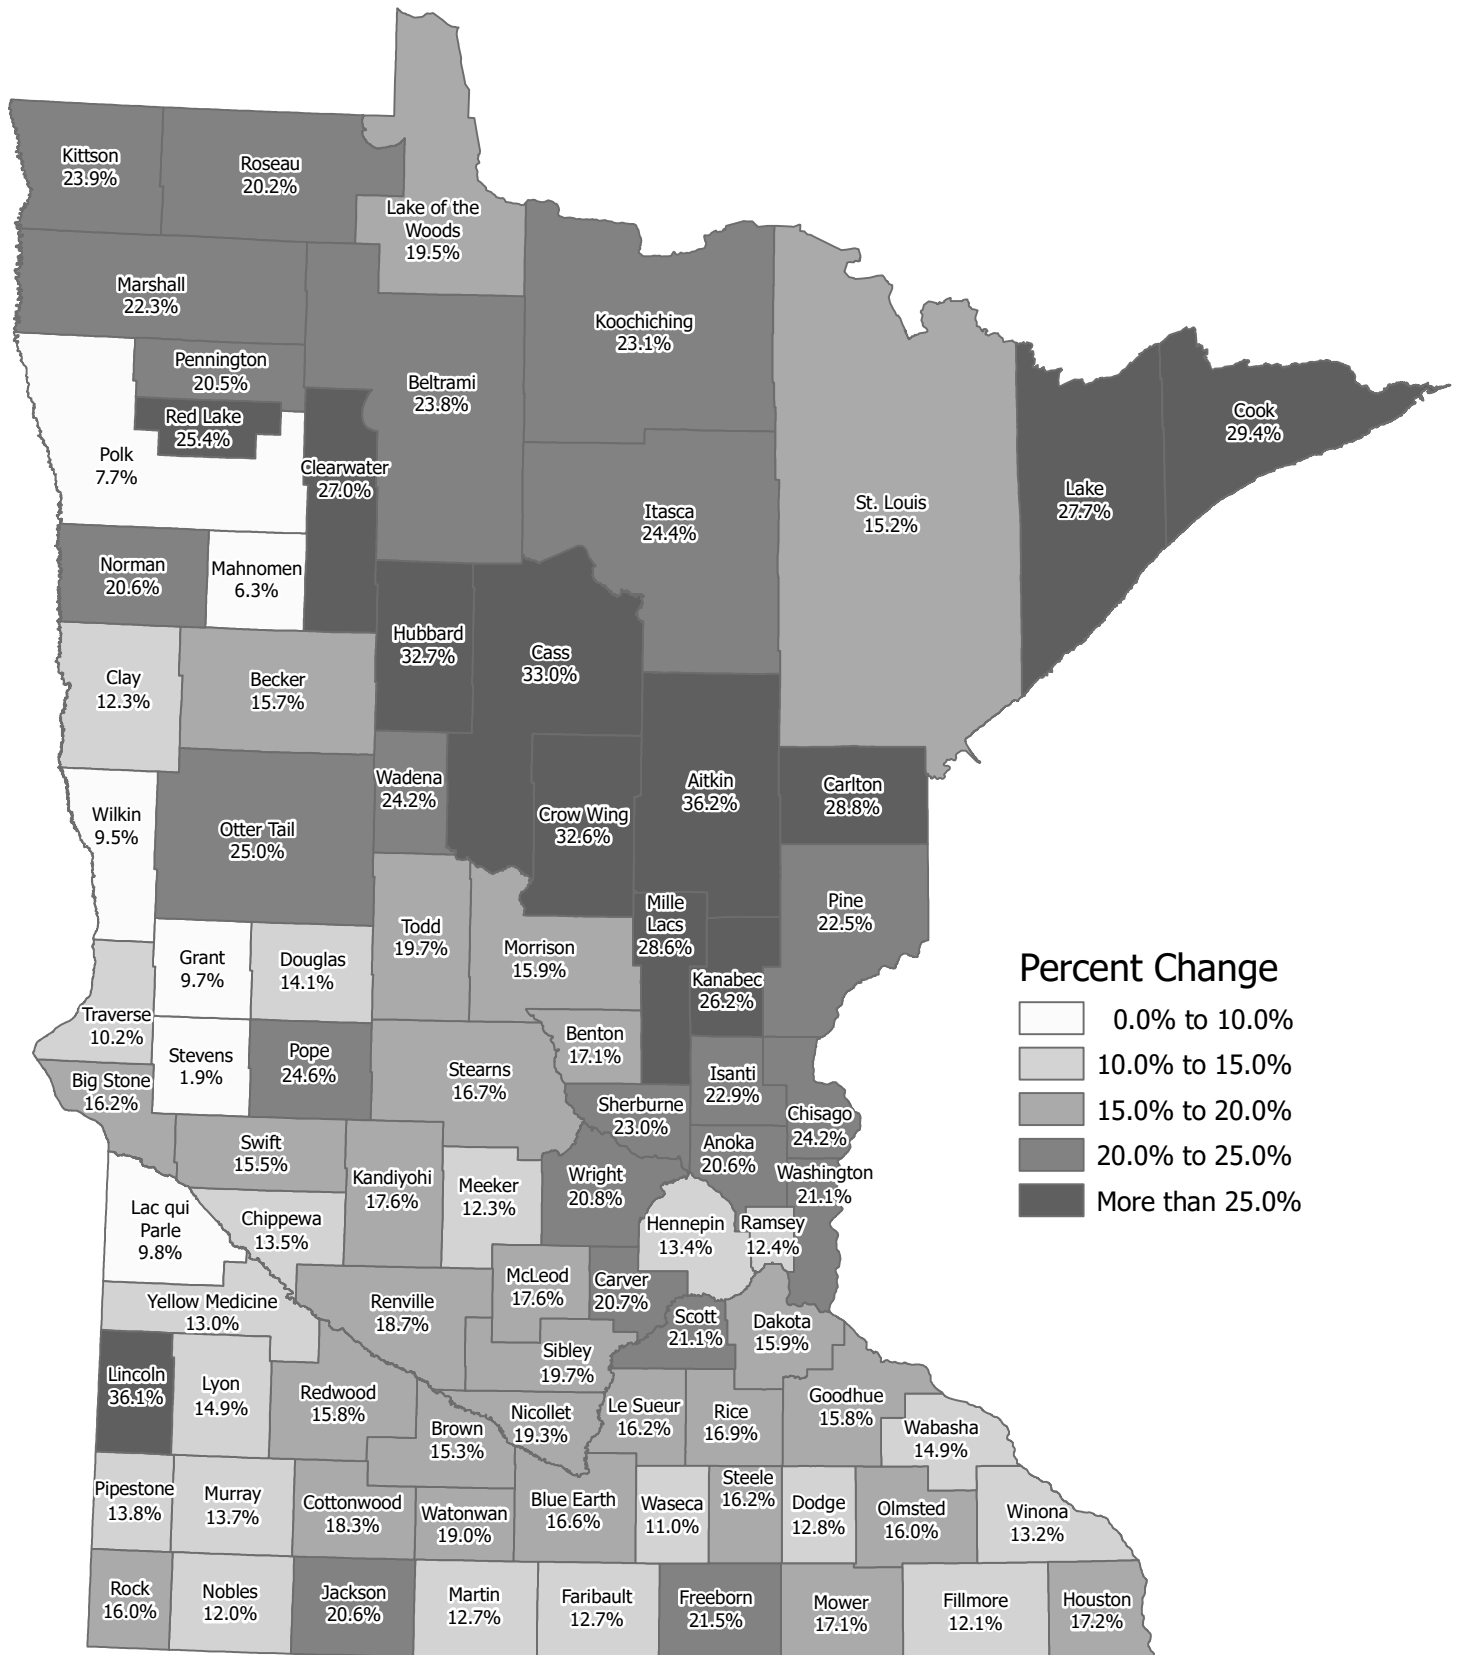 Kittson
23.9%
Roseau
20.2%
Lake of the
Woods
19.5%
Marshall
22.3%
Koochiching
23.1%
Pennington
20.5%
Beltrami
23.8%
Red Lake
25.4%
Cook
29.4%
Polk
7.7%
Clearwater
27.0%
Lake
27.7%
St. Louis
15.2%
Itasca
24.4%
Norman
20.6%
Mahnomen
6.3%
Hubbard
32.7%
Cass
33.0%
Clay
12.3%
Becker
15.7%
Wadena
24.2%
Aitkin
36.2%
Carlton
28.8%
Wilkin
9.5%
Otter Tail
25.0%
Crow Wing
32.6%
Mille
Lacs
28.6%
Pine
22.5%
Todd
19.7%
Morrison
15.9%
Grant
9.7%
Douglas
14.1%
Kanabec
26.2%
Percent Change
0.0% to 10.0%
10.0% to 15.0%
15.0% to 20.0%
20.0% to 25.0%
More than 25.0%
Traverse
10.2%
Benton
17.1%
Stevens
1.9%
Pope
24.6%
Stearns
16.7%
Isanti
22.9%
Big Stone
16.2%
Sherburne
23.0%
Chisago
24.2%
Swift
15.5%
Anoka
20.6%
Kandiyohi
17.6%
Meeker
12.3%
Wright
20.8%
Washington
21.1%
Lac qui
Parle
9.8%
Chippewa
13.5%
Hennepin
13.4%
Ramsey
12.4%
McLeod
17.6%
Carver
20.7%
Yellow Medicine
13.0%
Renville
18.7%
Scott
21.1%
Dakota
15.9%
Sibley
19.7%
Lincoln
36.1%
Lyon
14.9%
Redwood
15.8%
Goodhue
15.8%
Le Sueur
16.2%
Rice
16.9%
Nicollet
19.3%
Brown
15.3%
Wabasha
14.9%
Steele
16.2%
Pipestone
13.8%
Murray
13.7%
Cottonwood
18.3%
Watonwan
19.0%
Blue Earth
16.6%
Waseca
11.0%
Dodge
12.8%
Olmsted
16.0%
Winona
13.2%
Rock
16.0%
Nobles
12.0%
Jackson
20.6%
Martin
12.7%
Faribault
12.7%
Freeborn
21.5%
Mower
17.1%
Fillmore
12.1%
Houston
17.2%